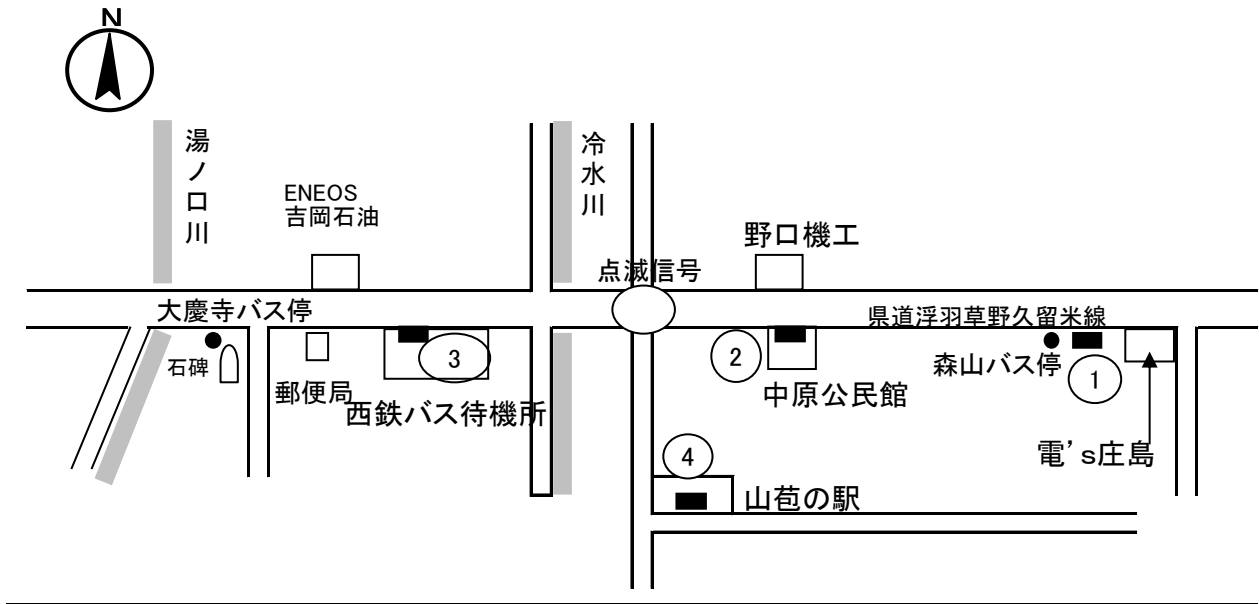 N
湯ノ口川
冷水川
ENEOS
吉岡石油
野口機工
点滅信号
大慶寺バス停
県道浮羽草野久留米線
石碑
郵便局
3
西鉄バス待機所
2
中原公民館
森山バス停
1
電’s庄島
4
山苞の駅